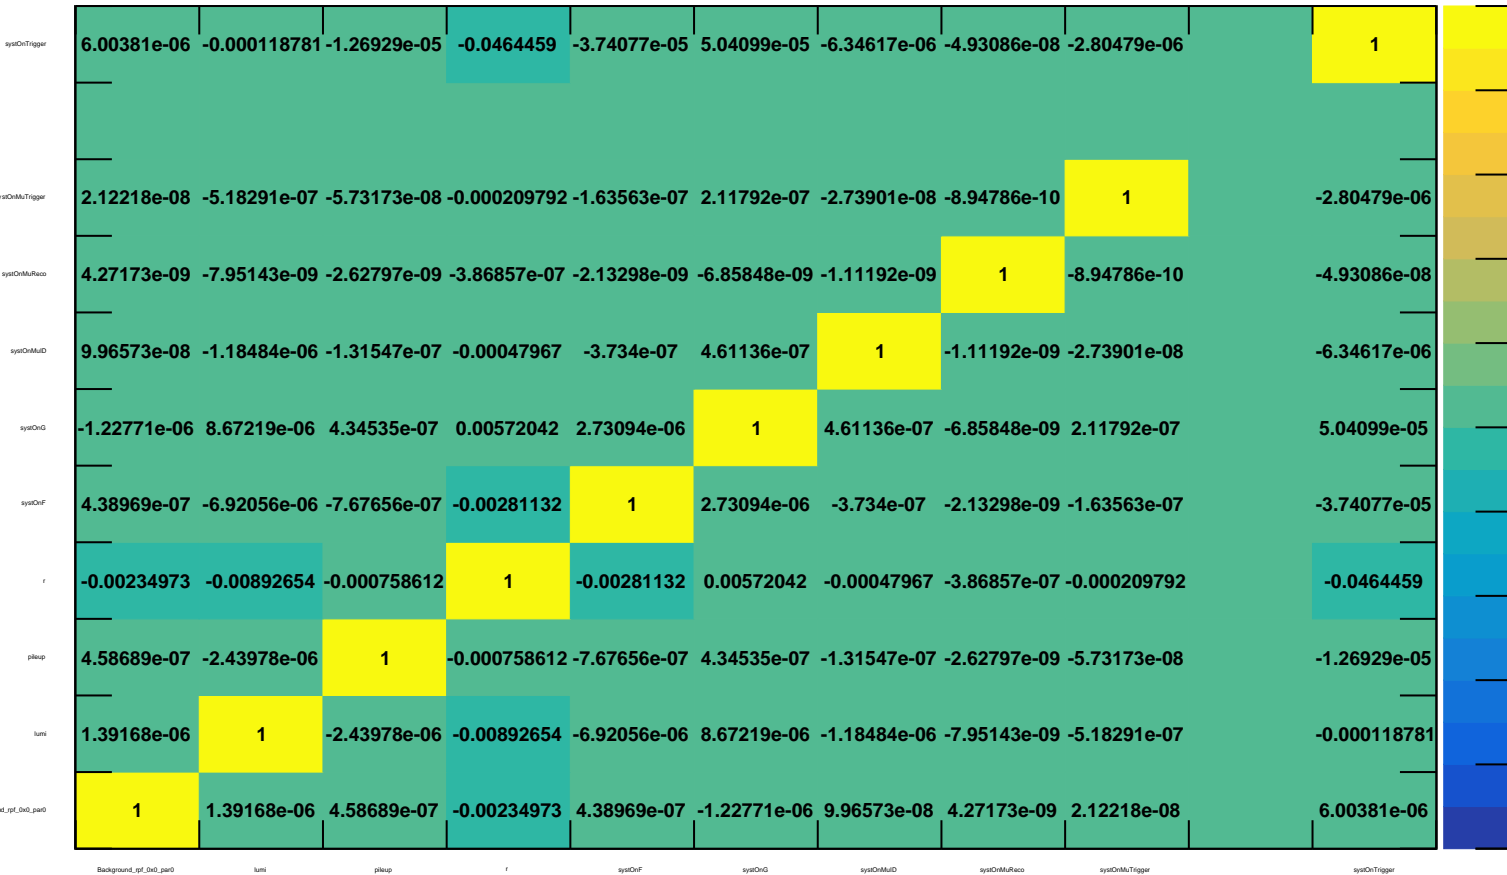 systOnTrigger 6.00381e-06 -0.000118781 -1.26929e-05 -0.0464459 -3.74077e-05 5.04099e-05 -6.34617e-06 -4.93086e-08 -2.80479e-06 1
rstOnMuTrigger 2.12218e-08 -5.18291e-07 -5.73173e-08 -0.000209792 -1.63563e-07 2.11792e-07 -2.73901e-08 -8.94786e-10 1 -2.80479e-06
systOnMuReco 4.27173e-09 -7.95143e-09 -2.62797e-09 -3.86857e-07 -2.13298e-09 -6.85848e-09 -1.11192e-09 1 -8.94786e-10 -4.93086e-08
systOnMuID 9.96573e-08 -1.18484e-06 -1.31547e-07 -0.00047967 -3.734e-07 4.61136e-07 1 -1.11192e-09 -2.73901e-08 -6.34617e-06
systOnG -1.22771e-06 8.67219e-06 4.34535e-07 0.00572042 2.73094e-06 1 4.61136e-07 -6.85848e-09 2.11792e-07 5.04099e-05
systOnF 4.38969e-07 -6.92056e-06 -7.67656e-07 -0.00281132 1 2.73094e-06 -3.734e-07 -2.13298e-09 -1.63563e-07 -3.74077e-05
r -0.00234973 -0.00892654 -0.000758612 1 -0.00281132 0.00572042 -0.00047967 -3.86857e-07 -0.000209792 -0.0464459
pileup 4.58689e-07 -2.43978e-06 1 -0.000758612 -7.67656e-07 4.34535e-07 -1.31547e-07 -2.62797e-09 -5.73173e-08 -1.26929e-05
lumi 1.39168e-06 1 -2.43978e-06 -0.00892654 -6.92056e-06 8.67219e-06 -1.18484e-06 -7.95143e-09 -5.18291e-07 -0.000118781
nd_rpf_0x0_par0 1 1.39168e-06 4.58689e-07 -0.00234973 4.38969e-07 -1.22771e-06 9.96573e-08 4.27173e-09 2.12218e-08 6.00381e-06
Background_rpf_0x0_par0 lumi pileup r systOnF systOnG systOnMuID systOnMuReco systOnMuTrigger systOnTrigger